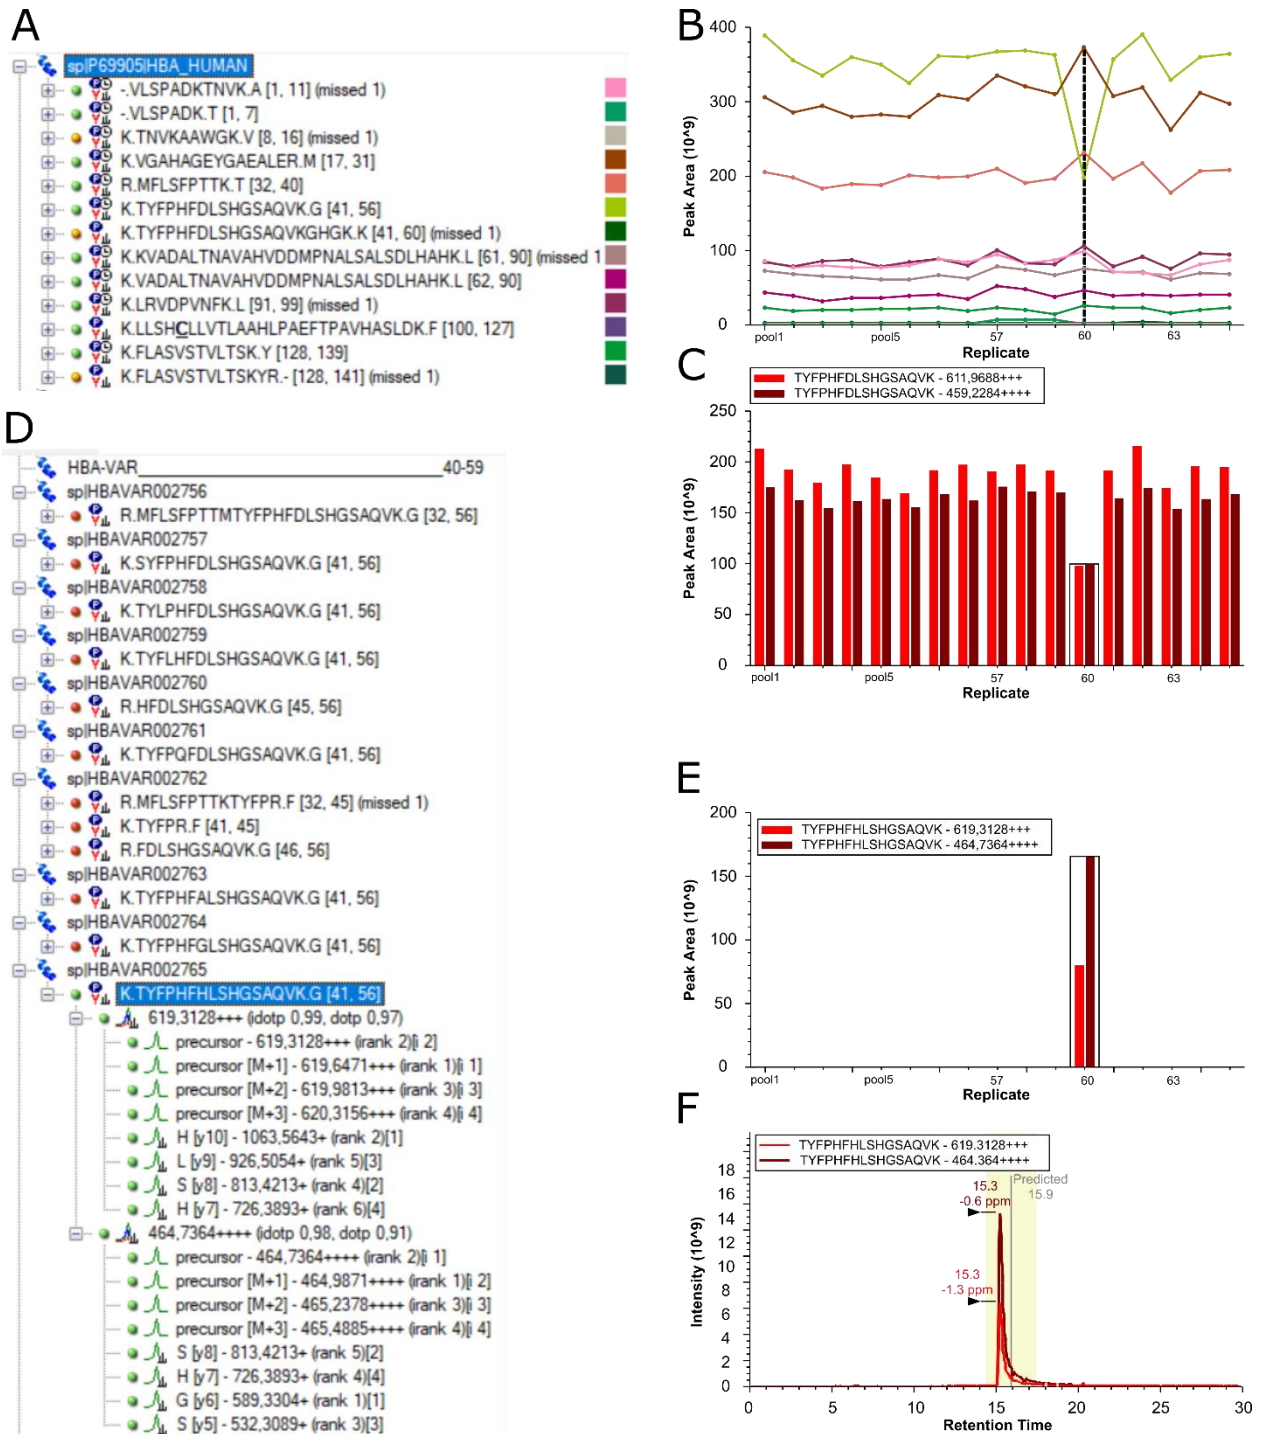 A
sp|P69905|HBA_HUMAN
-.VLSPADKTNVK.A [1, 11] (missed 1)
-.VLSPADK.T [1, 7]
K.TNVKAAWGK.V [8, 16] (missed 1)
K.VGAHAGEYGAEALER.M [17, 31]
R.MFLSFPTTK.T [32, 40]
K.TYFPHFDLSHGSAQVK.G [41, 56]
K.TYFPHFDLSHGSAQVKGHGK.K [41, 60] (missed 1)
K.KVADALTNAVAHVDDMPNALSALSDLHAHK.L [61, 90] (missed 1
K.VADALTNAVAHVDDMPNALSALSDLHAHK.L [62, 90]
K.LRVDPVNFK.L [91, 99] (missed 1)
K.LLSHCLLVTLAAHLPAEFTPAVHASLDK.F [100, 127]
K.FLASVSTVLTSK.Y [128, 139]
K.FLASVSTVLTSKYR.- [128, 141] (missed 1)
B
400
300
200
100
0
Peak Area (10^9)
pool1
pool5
57
60
63
Replicate
C
TYFPHFDLSHGSAQVK - 611,9688+++
TYFPHFDLSHGSAQVK - 459,2284++++
250
200
150
100
50
0
Peak Area (10^9)
pool1
pool5
57
60
63
Replicate
D
HBA-VAR____________________________40-59
sp|HBAVAR002756
R.MFLSFPTTMTYFPHFDLSHGSAQVK.G [32, 56]
sp|HBAVAR002757
K.SYFPHFDLSHGSAQVK.G [41, 56]
sp|HBAVAR002758
K.TYLPHFDLSHGSAQVK.G [41, 56]
sp|HBAVAR002759
K.TYFLHFDLSHGSAQVK.G [41, 56]
sp|HBAVAR002760
R.HFDLSHGSAQVK.G [45, 56]
sp|HBAVAR002761
K.TYFPQFDLSHGSAQVK.G [41, 56]
sp|HBAVAR002762
R.MFLSFPTTKTYFPR.F [32, 45] (missed 1)
K.TYFPR.F [41, 45]
R.FDLSHGSAQVK.G [46, 56]
sp|HBAVAR002763
K.TYFPHFALSHGSAQVK.G [41, 56]
sp|HBAVAR002764
K.TYFPHFGLSHGSAQVK.G [41, 56]
sp|HBAVAR002765
K.TYFPHFHLSHGSAQVK.G [41, 56]
619,3128+++ (idotp 0,99, dotp 0,97)
precursor - 619,3128+++ (irank 2)[i 2]
precursor [M+1] - 619,6471+++ (irank 1)[i 1]
precursor [M+2] - 619,9813+++ (irank 3)[i 3]
precursor [M+3] - 620,3156+++ (irank 4)[i 4]
H [y10] - 1063,5643+ (rank 2)[1]
L [y9] - 926,5054+ (rank 5)[3]
S [y8] - 813,4213+ (rank 4)[2]
H [y7] - 726,3893+ (rank 6)[4]
464,7364++++ (idotp 0,98, dotp 0,91)
precursor - 464,7364++++ (irank 2)[i 1]
precursor [M+1] - 464,9871++++ (irank 1)[i 2]
precursor [M+2] - 465,2378++++ (irank 3)[i 3]
precursor [M+3] - 465,4885++++ (irank 4)[i 4]
S [y8] - 813,4213+ (rank 5)[2]
H [y7] - 726,3893+ (rank 4)[4]
G [y6] - 589,3304+ (rank 1)[1]
S [y5] - 532,3089+ (rank 3)[3]
E
200
150
100
50
0
Peak Area (10^9)
TYFPHFHLSHGSAQVK - 619,3128+++
TYFPHFHLSHGSAQVK - 464,7364++++
pool1
pool5
57
60
63
Replicate
F
TYFPHFHLSHGSAQVK - 619.3128+++
TYFPHFHLSHGSAQVK - 464.364++++
18
16
14
12
10
8
6
4
2
0
Intensity (10^9)
15.3
-0.6 ppm
Predicted
15.9
15.3
-1.3 ppm
0
5
10
15
20
25
30
Retention Time